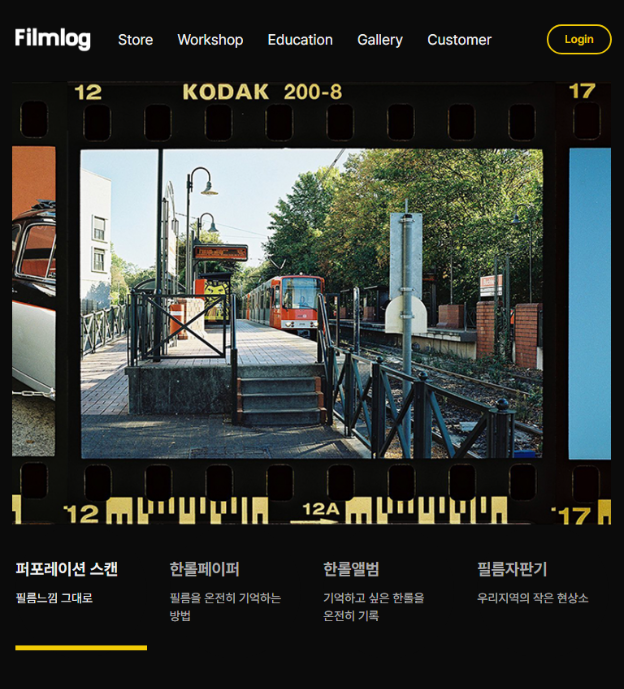 Filmlog
Store
Workshop
Education
Gallery
Customer
Login
12 KODAK 200-8 17
12 12A 17
퍼포레이션 스캔
필름느낌 그대로
한롤페이퍼
필름을 온전히 기억하는
방법
한롤앨범
기억하고 싶은 한롤을
온전히 기록
필름자판기
우리지역의 작은 현상소